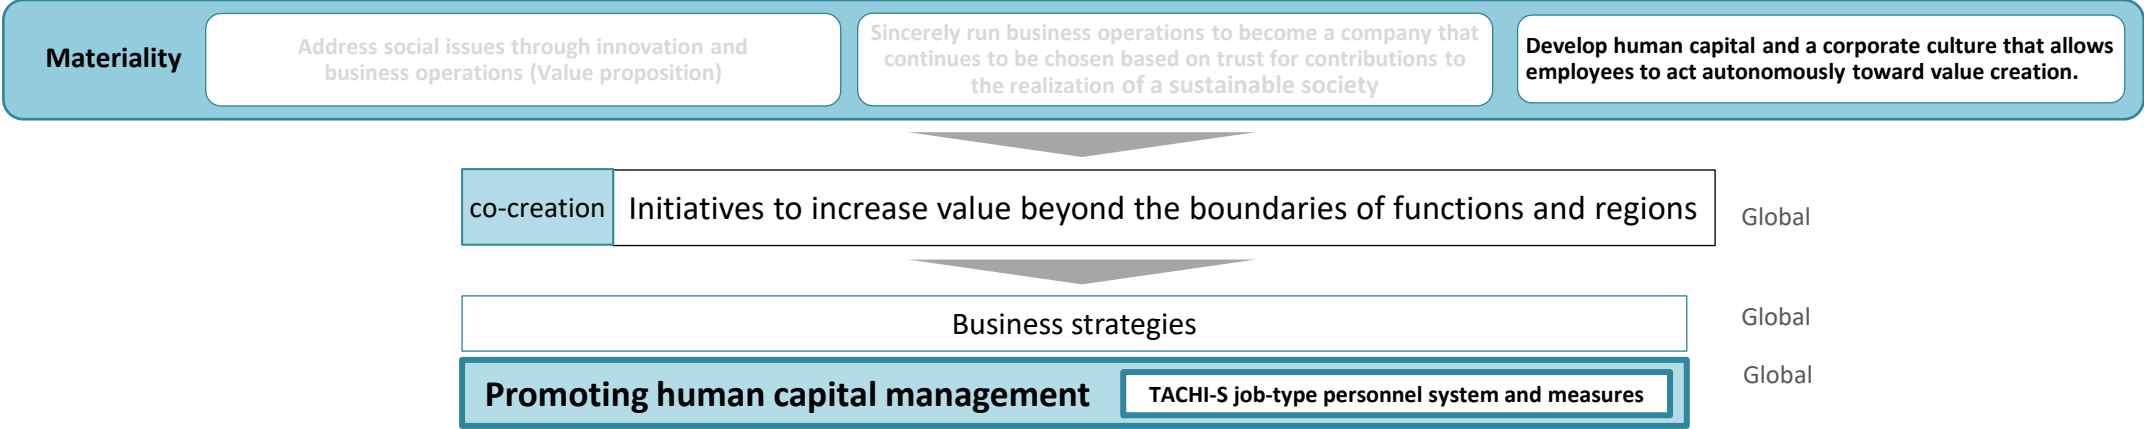 Materiality
Address social issues through innovation and
business operations (Value proposition)
Sincerely run business operations to become a company that
continues to be chosen based on trust for contributions to
the realization of a sustainable society
Develop human capital and a corporate culture that allows
employees to act autonomously toward value creation.
co-creation
Initiatives to increase value beyond the boundaries of functions and regions
Global
Business strategies
Global
Promoting human capital management
TACHI-S job-type personnel system and measures
Global